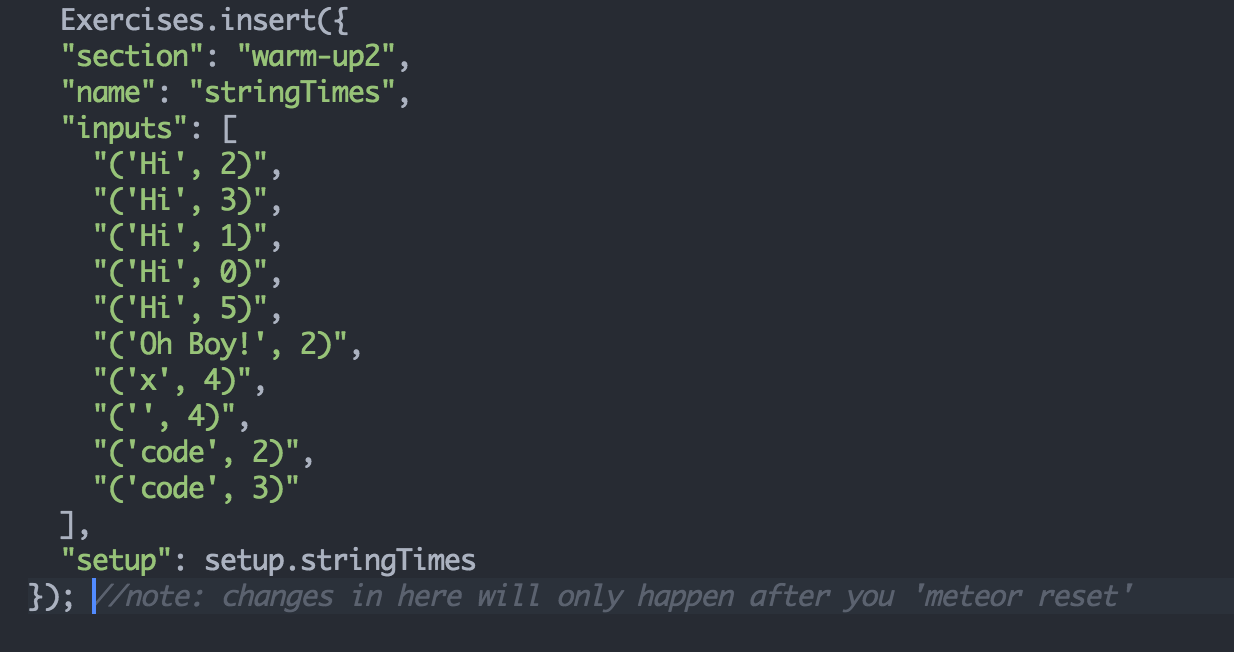 Exercises.insert({
"section": "warm-up2",
"name": "stringTimes",
"inputs": [
"('Hi', 2)",
"('Hi', 3)",
"('Hi', 1)",
"('Hi', 0)",
"('Hi', 5)",
"('Oh Boy!', 2)",
"('x', 4)",
"('', 4)",
"('code', 2)",
"('code', 3)"
],
"setup": setup.stringTimes
}); //note: changes in here will only happen after you 'meteor reset'